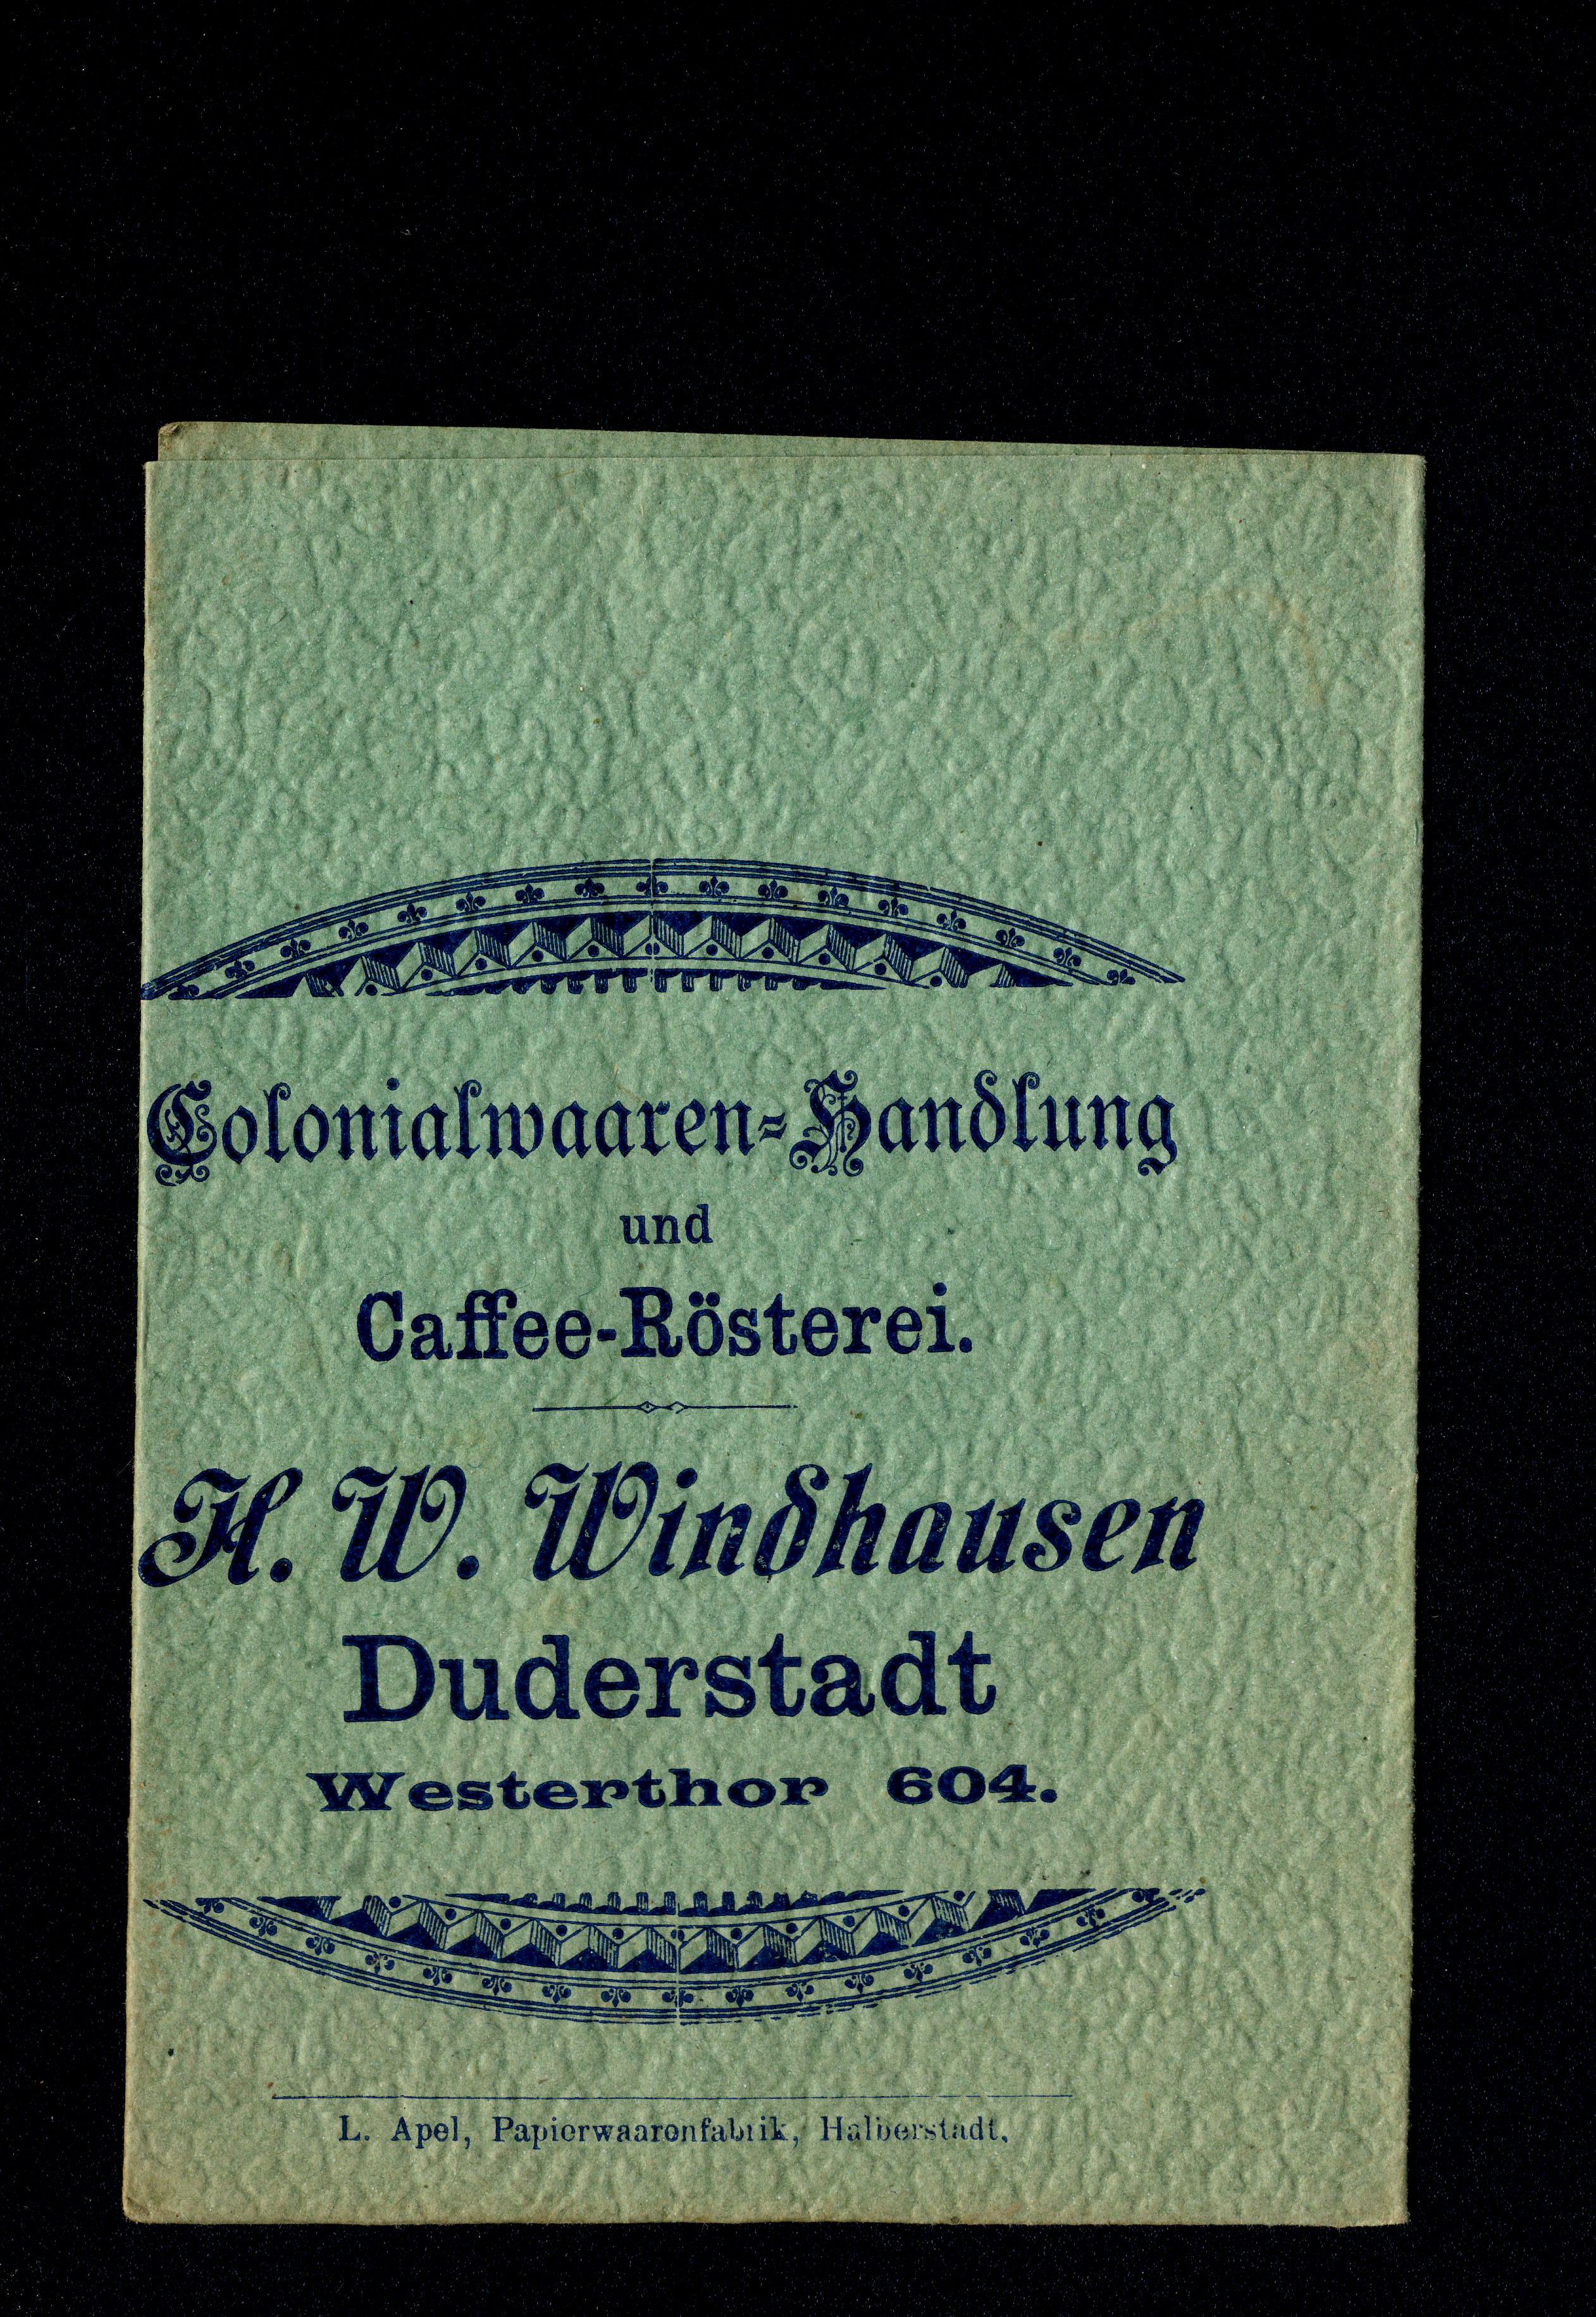 Colonialwaaren-Handlung
und
Caffee-Rösterei.
H. W. Windhausen
Duderstadt
Westerthor 604.
L. Apel, Papierwaarenfabrik, Halberstadt.